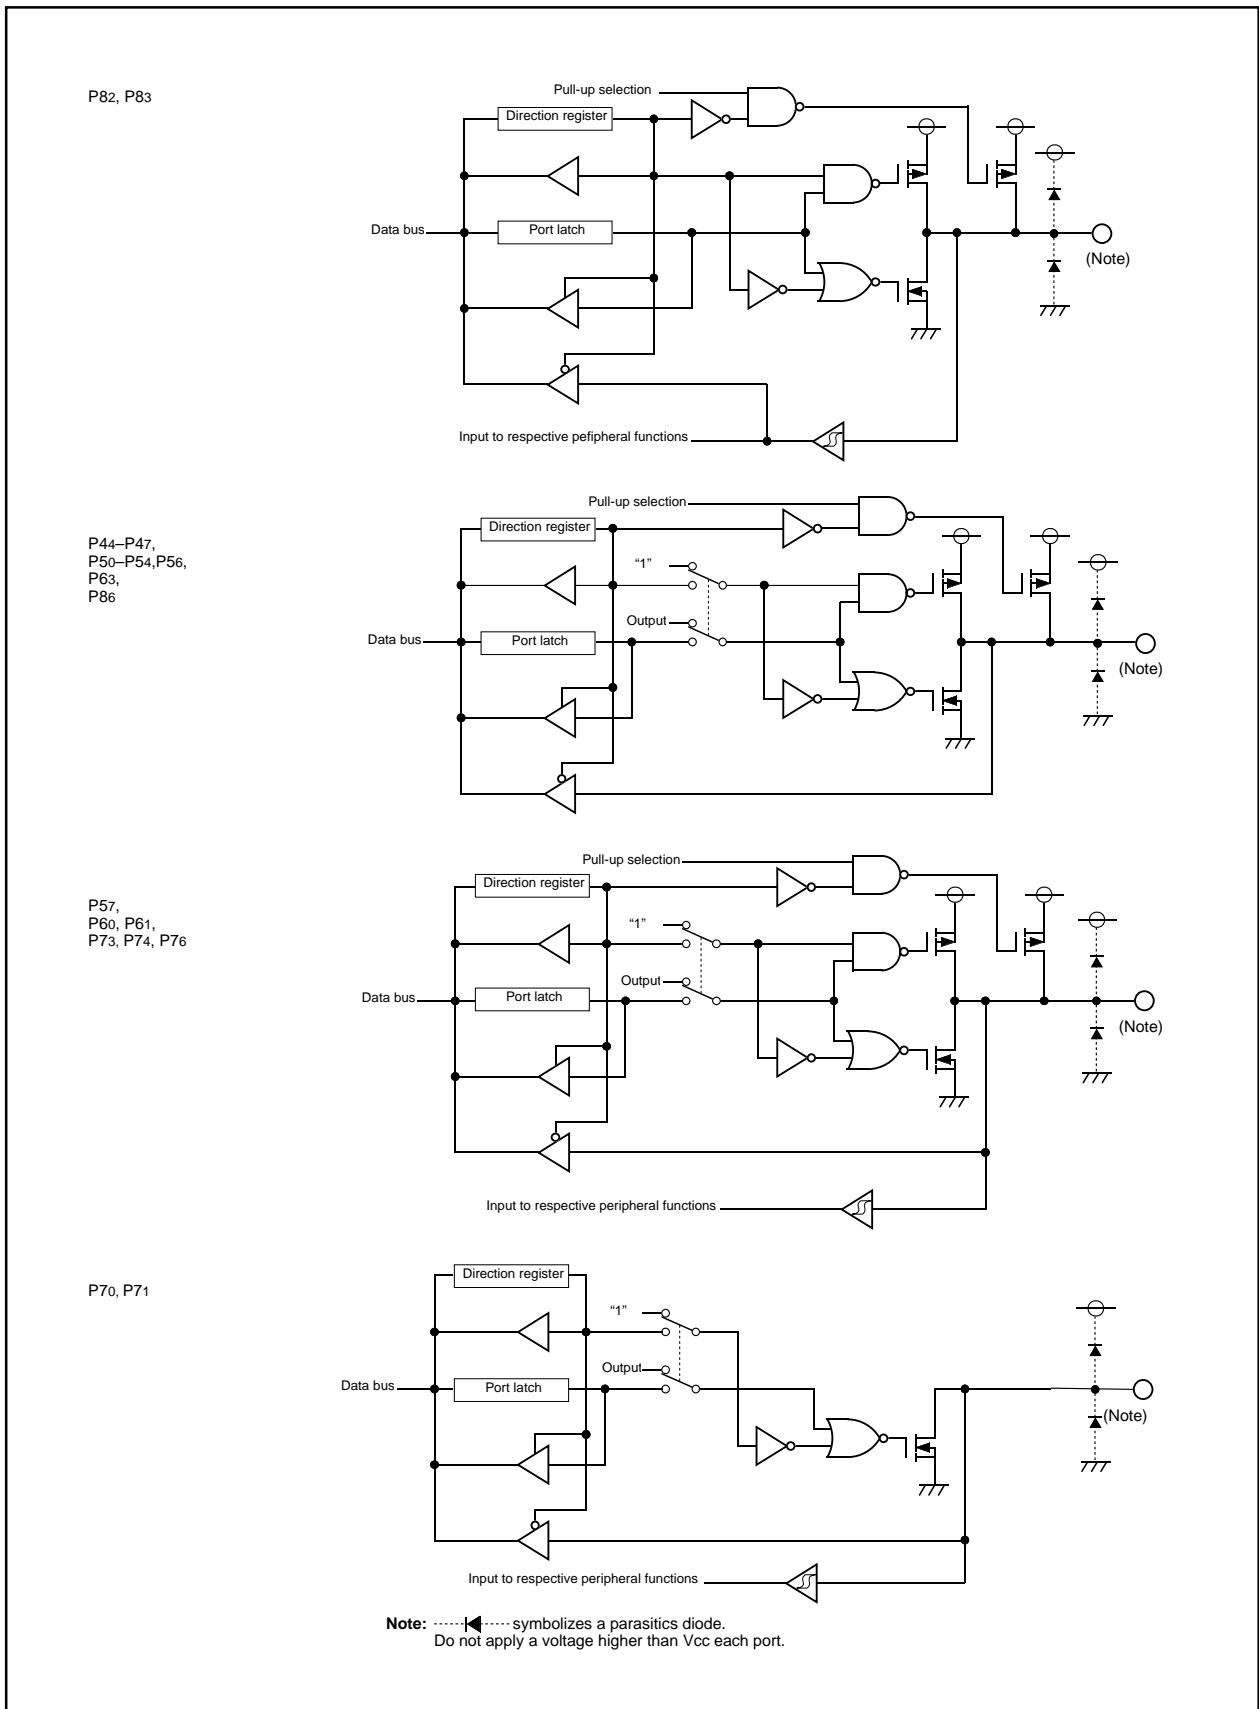 P82, P83
Pull-up selection
Direction register
Data bus
Port latch
(Note)
Input to respective pefipheral functions
P44–P47,
P50–P54,P56,
P63,
P86
Pull-up selection
Direction register
“1”
Output
Data bus
Port latch
(Note)
P57,
P60, P61,
P73, P74, P76
Pull-up selection
Direction register
“1”
Output
Data bus
Port latch
(Note)
Input to respective peripheral functions
P70, P71
Direction register
“1”
Output
Data bus
Port latch
(Note)
Input to respective peripheral functions
Note: symbolizes a parasitics diode.
Do not apply a voltage higher than Vcc each port.